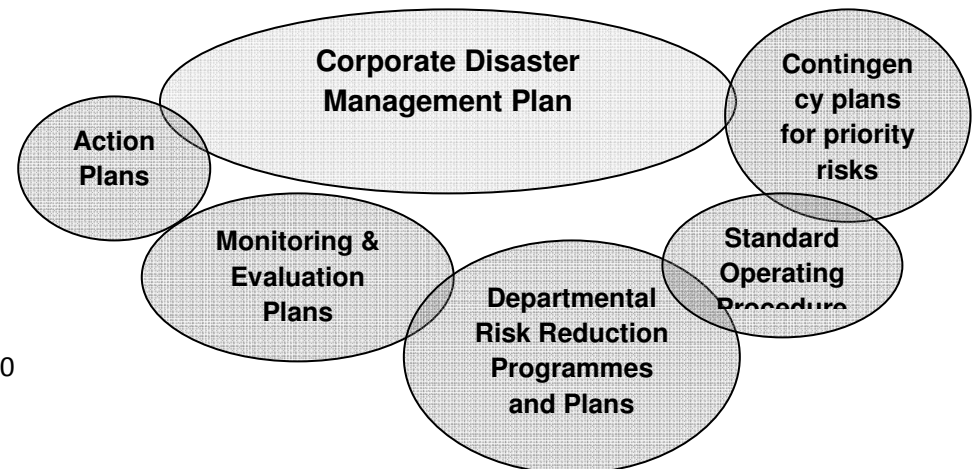 Corporate Disaster
Management Plan
Contingen
cy plans
for priority
risks
Action
Plans
Monitoring &
Evaluation
Plans
Departmental
Risk Reduction
Programmes
and Plans
Standard
Operating
Procedure
0